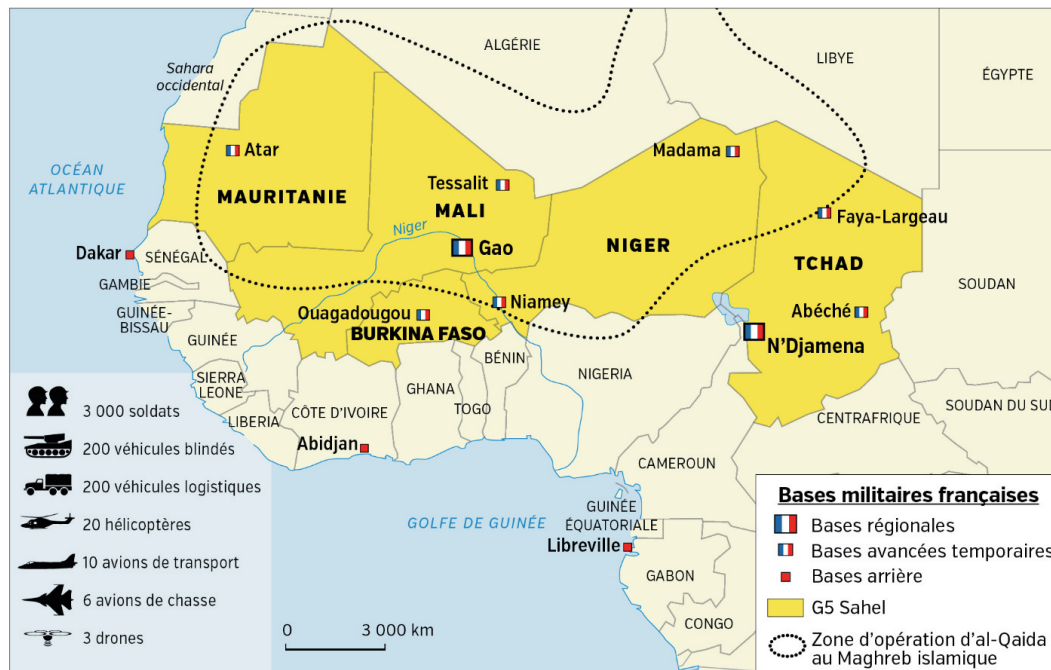 ALGÉRIE
LIBYE
ÉGYPTE
Sahara
occidental
OCÉAN
ATLANTIQUE
Atar
MAURITANIE
Tessalit
MALI
Niger
Gao
Madama
NIGER
Faya-Largeau
TCHAD
SOUDAN
Dakar
SÉNÉGAL
GAMBIE
GUINÉE-
BISSAU
GUINÉE
SIERRA
LEONE
LIBERIA
Ouagadougou
BURKINA FASO
Niamey
BÉNIN
Abéché
N'Djamena
NIGERIA
GHANA
TOGO
CÔTE D'IVOIRE
Abidjan
CENTRAFRIQUE
SOUDAN DU SU
CAMEROUN
GUINÉE
ÉQUATORIALE
GOLFE DE GUINÉE
Libreville
GABON
CONGO
3 000 soldats
200 véhicules blindés
200 véhicules logistiques
20 hélicoptères
10 avions de transport
6 avions de chasse
3 drones
0 3 000 km
Bases militaires françaises
Bases régionales
Bases avancées temporaires
Bases arrière
G5 Sahel
Zone d'opération d'al-Qaida
au Maghreb islamique